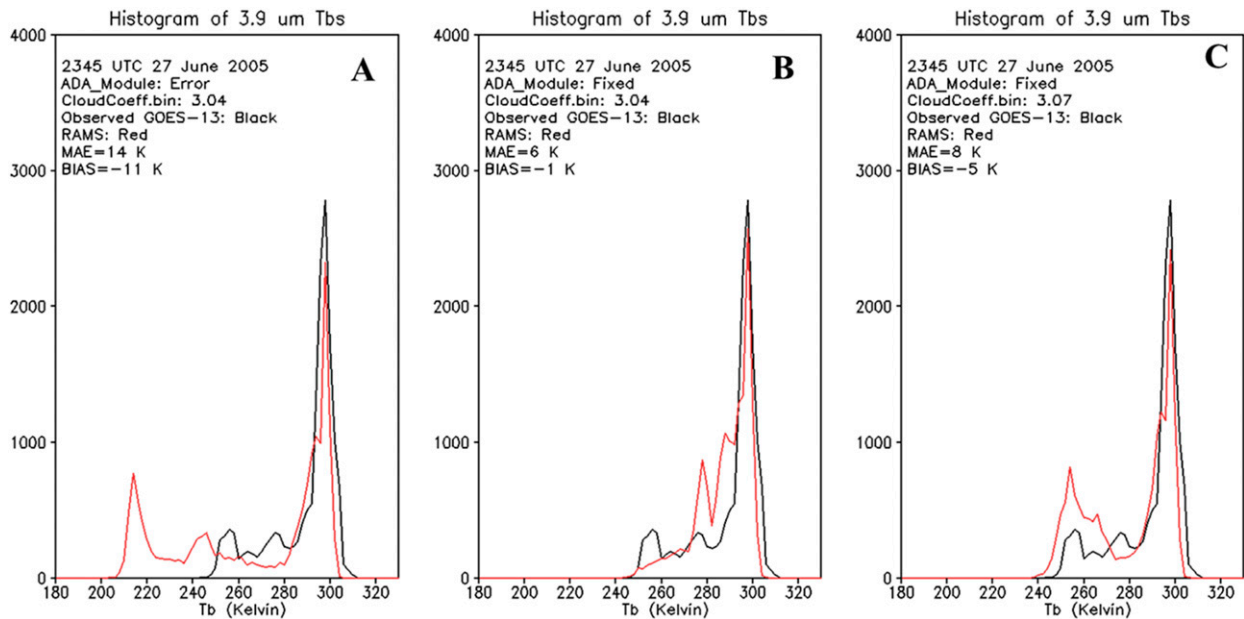 Histogram of 3.9 um Tbs
4000
3000
2000
1000
0
A
2345 UTC 27 June 2005
ADA_Module: Error
CloudCoeff.bin: 3.04
Observed GOES-13: Black
RAMS: Red
MAE=14 K
BIAS=-11 K
180 200 220 240 260 280 300 320
Tb (Kelvin)
Histogram of 3.9 um Tbs
4000
3000
2000
1000
0
B
2345 UTC 27 June 2005
ADA_Module: Fixed
CloudCoeff.bin: 3.04
Observed GOES-13: Black
RAMS: Red
MAE=6 K
BIAS=-1 K
180 200 220 240 260 280 300 320
Tb (Kelvin)
Histogram of 3.9 um Tbs
4000
3000
2000
1000
0
C
2345 UTC 27 June 2005
ADA_Module: Fixed
CloudCoeff.bin: 3.07
Observed GOES-13: Black
RAMS: Red
MAE=8 K
BIAS=-5 K
180 200 220 240 260 280 300 320
Tb (Kelvin)